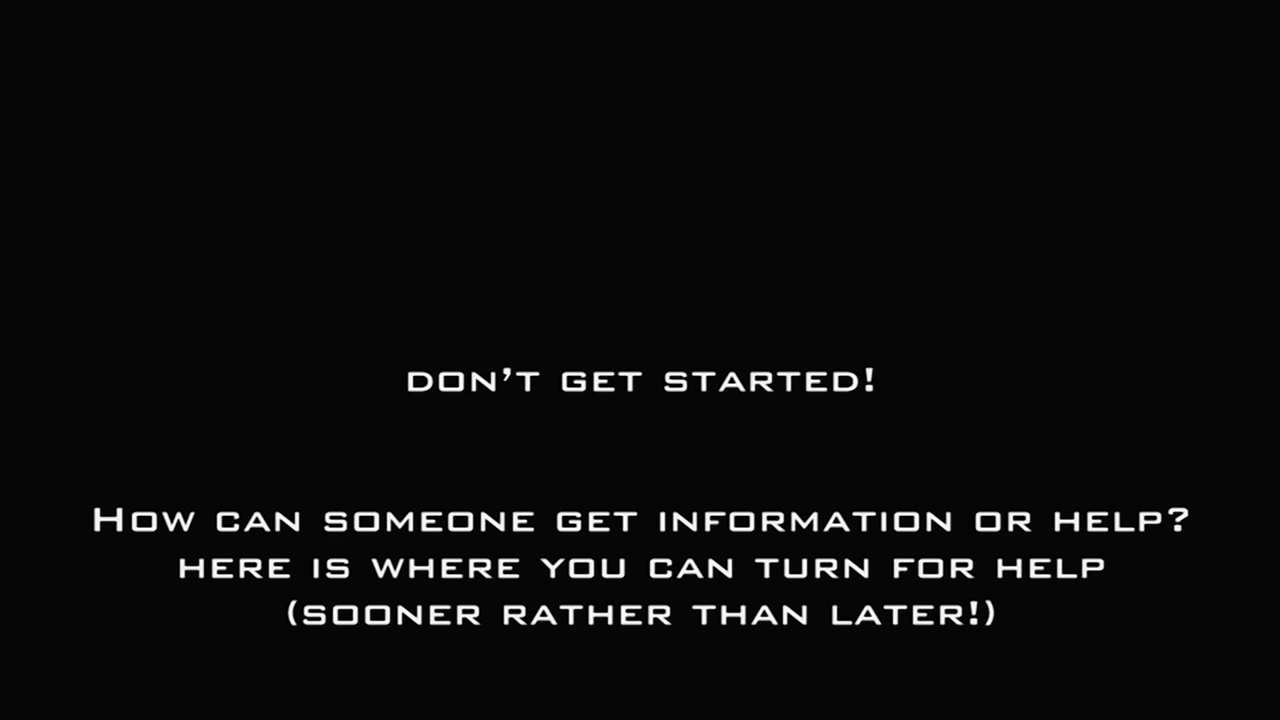 DON'T GET STARTED!
HOW CAN SOMEONE GET INFORMATION OR HELP?
HERE IS WHERE YOU CAN TURN FOR HELP
(SOONER RATHER THAN LATER!)